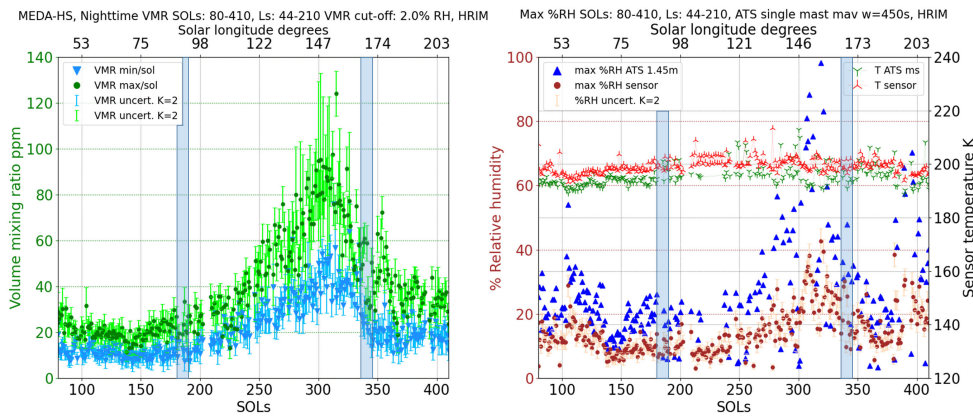 MEDA-HS, Nighttime VMR SOLs: 80-410, Ls: 44-210 VMR cut-off: 2.0% RH, HRIM
Solar longitude degrees
53 75 98 122 147 174 203
VMR min/sol
VMR max/sol
VMR uncert. K=2
VMR uncert. K=2
Volume mixing ratio ppm
140
120
100
80
60
40
20
0
100 150 200 250 300 350 400
SOLs
Max %RH SOLs: 80-410, Ls: 44-210, ATS single mast mav w=450s, HRIM
Solar longitude degrees
53 75 98 121 146 173 203
max %RH ATS 1.45m
max %RH sensor
%RH uncert. K=2
T ATS ms
T sensor
% Relative humidity
100
80
60
40
20
0
Sensor temperature K
240
220
200
180
160
140
120
100 150 200 250 300 350 400
SOLs